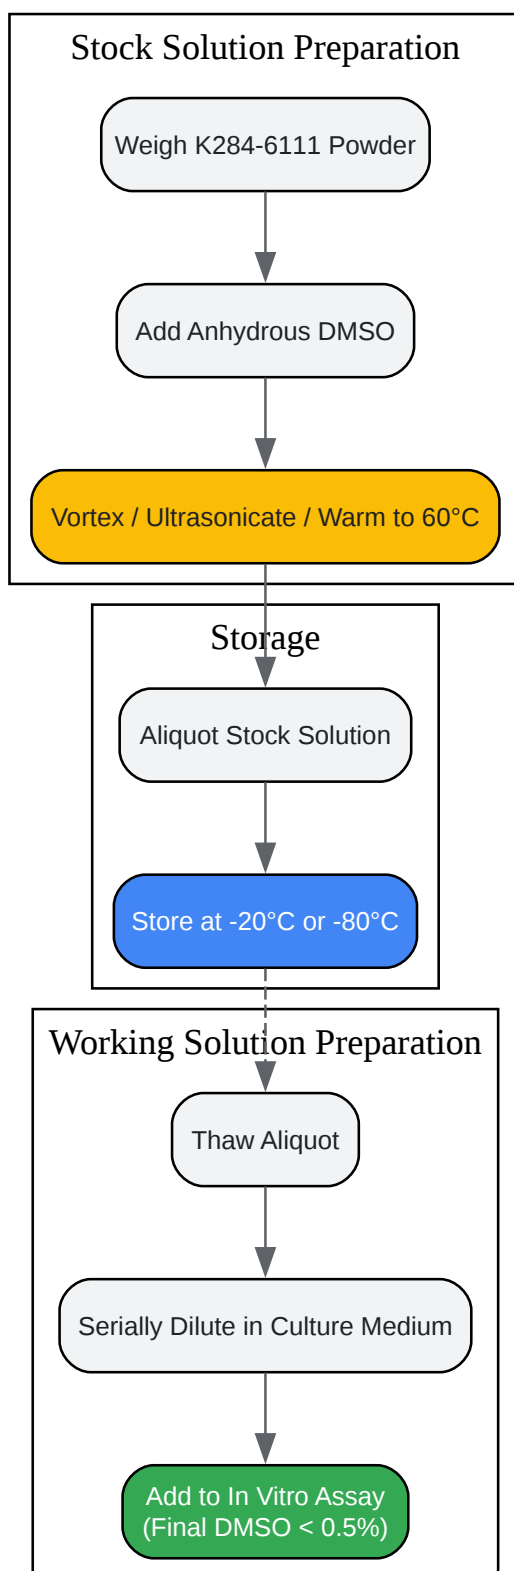 Stock Solution Preparation
Weigh K284-6111 Powder
Add Anhydrous DMSO
Vortex / Ultrasonicate / Warm to 60°C
Storage
Aliquot Stock Solution
Store at -20°C or -80°C
Working Solution Preparation
Thaw Aliquot
Serially Dilute in Culture Medium
Add to In Vitro Assay
(Final DMSO < 0.5%)